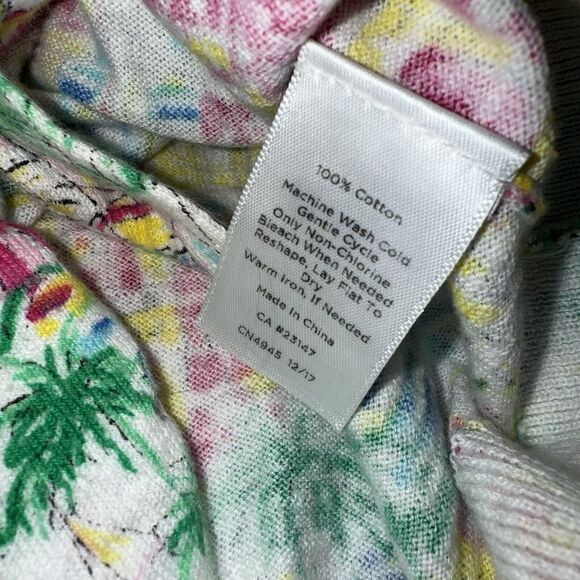 100% Cotton
Machine Wash Cold
Gentle Cycle
Only Non-Chlorine
Bleach When Needed
Reshape, Lay Flat To
Dry
Warm Iron, If Needed
Made In China
CA #23147
CN4945 12/17